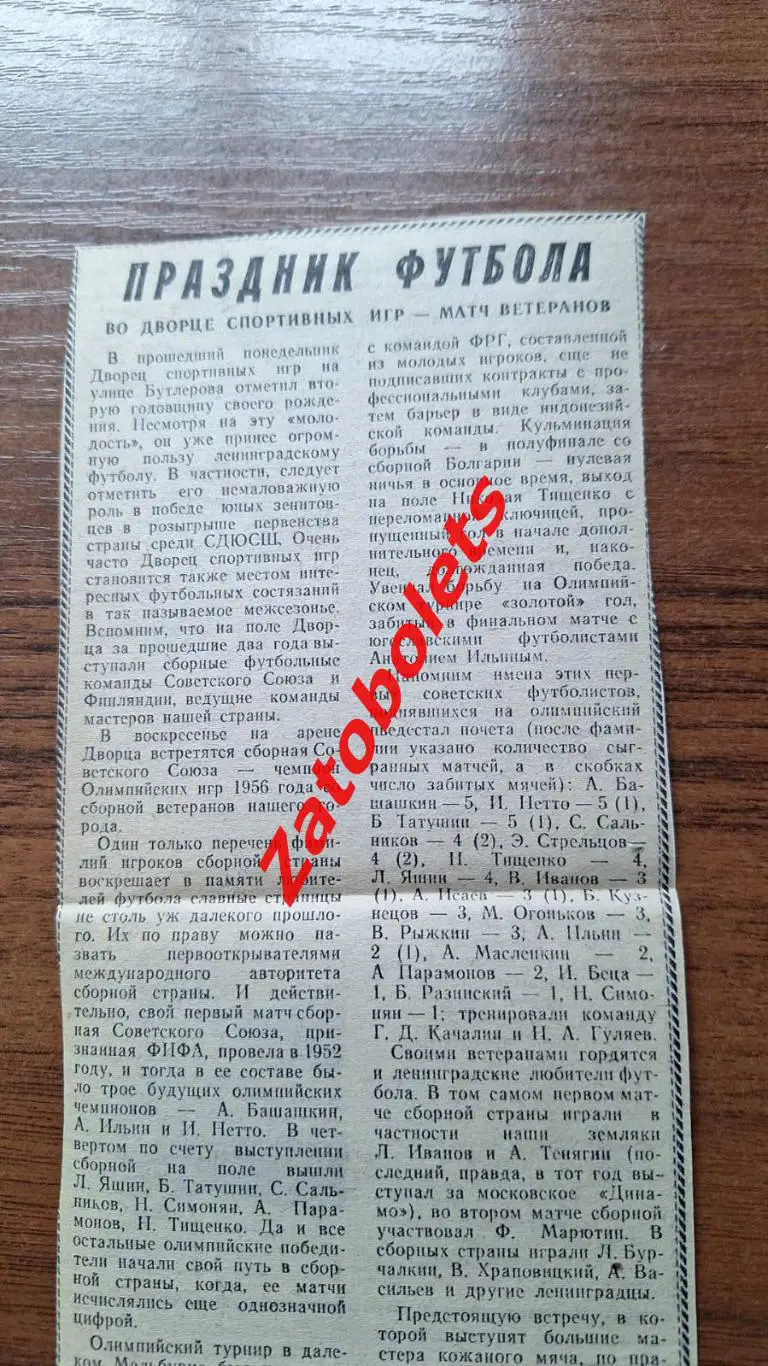 ПРАЗДНИК ФУТБОЛА
ВО ДВОРЦЕ СПОРТИВНЫХ ИГР — МАТЧ ВЕТЕРАНОВ
В прошедший понедельник
Дворец спортивных игр на
улице Бутлерова отметил вто-
рую годовщину своего рожде-
ния. Несмотря на эту «моло-
дость», он уже принес огром-
ную пользу ленинградскому
футболу. В частности, следует
отметить его немаловажную
роль в победе юных зенитов-
цев в розыгрыше первенства
страны среди СДЮСШ. Очень
часто Дворец спортивных игр
становится также местом инте-
ресных футбольных состязаний
в так называемое межсезонье.
Вспомним, что на поле Двор-
ца за прошедшие два года вы-
ступали сборные футбольные
команды Советского Союза и
Финляндии, ведущие команды
мастеров нашей страны.
В воскресенье на арене
Дворца встретятся сборная Со-
ветского Союза — чемпион
Олимпийских игр 1956 года со
сборной ветеранов нашего го-
рода.
Один только перечень фами-
лий игроков сборной страны
воскрешает в памяти любите-
лей футбола славные страницы
не столь уж далекого прошло-
го. Их по праву можно на-
звать первооткрывателями
международного авторитета
сборной страны. И действи-
тельно, свой первый матч сбор-
ная Советского Союза, приз-
нанная ФИФА, провела в 1952
году, и тогда в ее составе бы-
ло трое будущих олимпийских
чемпионов — А. Башашкин,
А. Ильин и И. Нетто. В чет-
вертом по счету выступлении
сборной на поле вышли
Л. Яшин, Б. Татушин, С. Саль-
ников, Н. Симонян, А. Пара-
монов, Н. Тищенко. Да и все
остальные олимпийские победи-
тели начали свой путь в сбор-
ной страны, когда, ее матчи
исчислялись еще однозначной
цифрой.
Олимпийский турнир в дале-
ком Мельбурне
с командой ФРГ, составленной
из молодых игроков, еще не
подписавших контракты с про-
фессиональными клубами, за-
тем барьер в виде индонезий-
ской команды. Кульминация
борьбы — в полуфинале со
сборной Болгарии — нулевая
ничья в основное время, выход
на поле Николая Тищенко с
переломанной ключицей, про-
пущенный гол в начале допол-
нительного времени и, нако-
нец, долгожданная победа.
Увенчал борьбу на Олимпий-
ском турнире «золотой» гол,
забитый в финальном матче с
югославскими футболистами
Анатолием Ильиным.
Напомним имена этих пер-
вых советских футболистов,
поднявшихся на олимпийский
пьедестал почета (после фами-
лии указано количество сыг-
ранных матчей, а в скобках
число забитых мячей): А. Ба-
шашкин — 5, И. Нетто — 5 (1),
Б. Татушин — 5 (1), С. Саль-
ников — 4 (2), Э. Стрельцов —
4 (2), Н. Тищенко — 4,
Л. Яшин — 4, В. Иванов — 3
(1), А. Исаев — 3 (1), Б. Куз-
нецов — 3, М. Огоньков — 3,
В. Рыжкин — 3, А. Ильин —
2 (1), А. Масленкин — 2,
А Парамонов — 2, И. Беца —
1, Б. Разинский — 1, Н. Симо-
нян — 1; тренировали команду
Г. Д. Качалин и Н. А. Гуляев.
Своими ветеранами гордятся
и ленинградские любители фут-
бола. В том самом первом мат-
че сборной страны играли в
частности наши земляки
Л. Иванов и А. Тенягин (по-
следний, правда, в тот год вы-
ступал за московское «Дина-
мо»), во втором матче сборной
участвовал Ф. Марютин. В
сборных страны играли Л. Бур-
чалкин, В. Храповицкий, А. Ва-
сильев и другие ленинградцы.
Предстоящую встречу, в ко-
торой выступят большие ма-
стера кожаного мяча, по пра-
Zatobolets